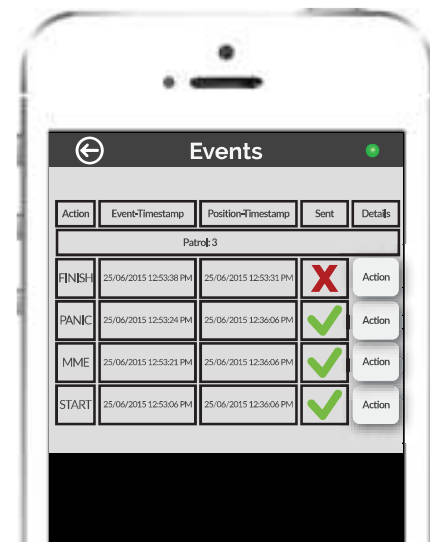 Events
Action Event-Timestamp Position-Timestamp Sent Details
Patrol: 3
FINISH 25/06/2015 12:53:38 PM 25/06/2015 12:53:31 PM Action
PANIC 25/06/2015 12:53:24 PM 25/06/2015 12:36:06 PM Action
MME 25/06/2015 12:53:21 PM 25/06/2015 12:36:06 PM Action
START 25/06/2015 12:53:06 PM 25/06/2015 12:36:06 PM Action